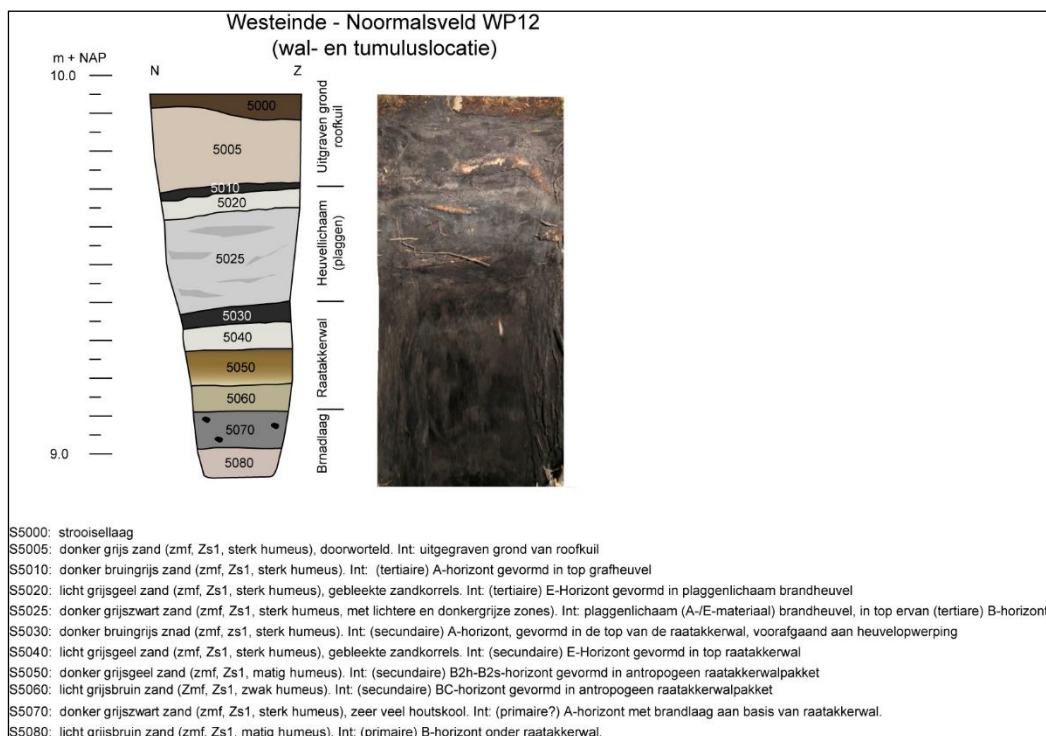 Westeinde - Noormalsveld WP12
(wal- en tumuluslocatie)
m + NAP
10.0
N
Z
5000
5005
5010
5020
5025
5030
5040
5050
5060
5070
5080
9.0
Uitgraven grond
roofkuil
Heuvellichaam
(plaggen)
Raatakkerwal
Brnadlaag
S5000: strooisellaag
S5005: donker grijs zand (zmf, Zs1, sterk humeus), doorworteld. Int: uitgegraven grond van roofkuil
S5010: donker bruingrijs zand (zmf, Zs1, sterk humeus). Int: (tertiaire) A-horizont gevormd in top grafheuvel
S5020: licht grijsgeel zand (zmf, Zs1, sterk humeus), gebleekte zandkorrels. Int: (tertiaire) E-Horizont gevormd in plaggenlichaam brandheuvel
S5025: donker grijszwart zand (zmf, Zs1, sterk humeus, met lichtere en donkergrijze zones). Int: plaggenlichaam (A-/E-materiaal) brandheuvel, in top ervan (tertiare) B-horizont
S5030: donker bruingrijs znad (zmf, zs1, sterk humeus). Int: (secundaire) A-horizont, gevormd in de top van de raatakkerwal, voorafgaand aan heuvelopwerping
S5040: licht grijsgeel zand (zmf, Zs1, sterk humeus), gebleekte zandkorrels. Int: (secundaire) E-Horizont gevormd in top raatakkerwal
S5050: donker grijsgeel zand (zmf, Zs1, matig humeus). Int: (secundaire) B2h-B2s-horizont gevormd in antropogeen raatakkerwalpakket
S5060: licht grijsbruin zand (Zmf, Zs1, zwak humeus). Int: (secundaire) BC-horizont gevormd in antropogeen raatakkerwalpakket
S5070: donker grijszwart zand (zmf, Zs1, sterk humeus), zeer veel houtskool. Int: (primaire?) A-horizont met brandlaag aan basis van raatakkerwal.
S5080: licht grijsbruin zand (zmf, Zs1, matig humeus). Int: (primaire) B-horizont onder raatakkerwal.